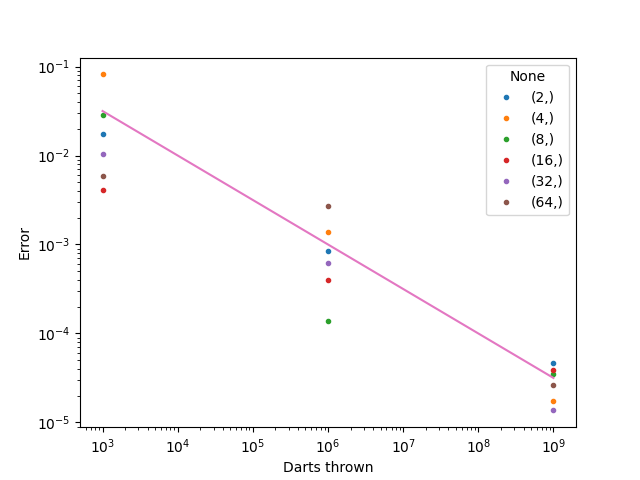 None
(2,)
(4,)
(8,)
(16,)
(32,)
(64,)
10⁻¹
10⁻²
10⁻³
10⁻⁴
10⁻⁵
Error
10³ 10⁴ 10⁵ 10⁶ 10⁷ 10⁸ 10⁹
Darts thrown